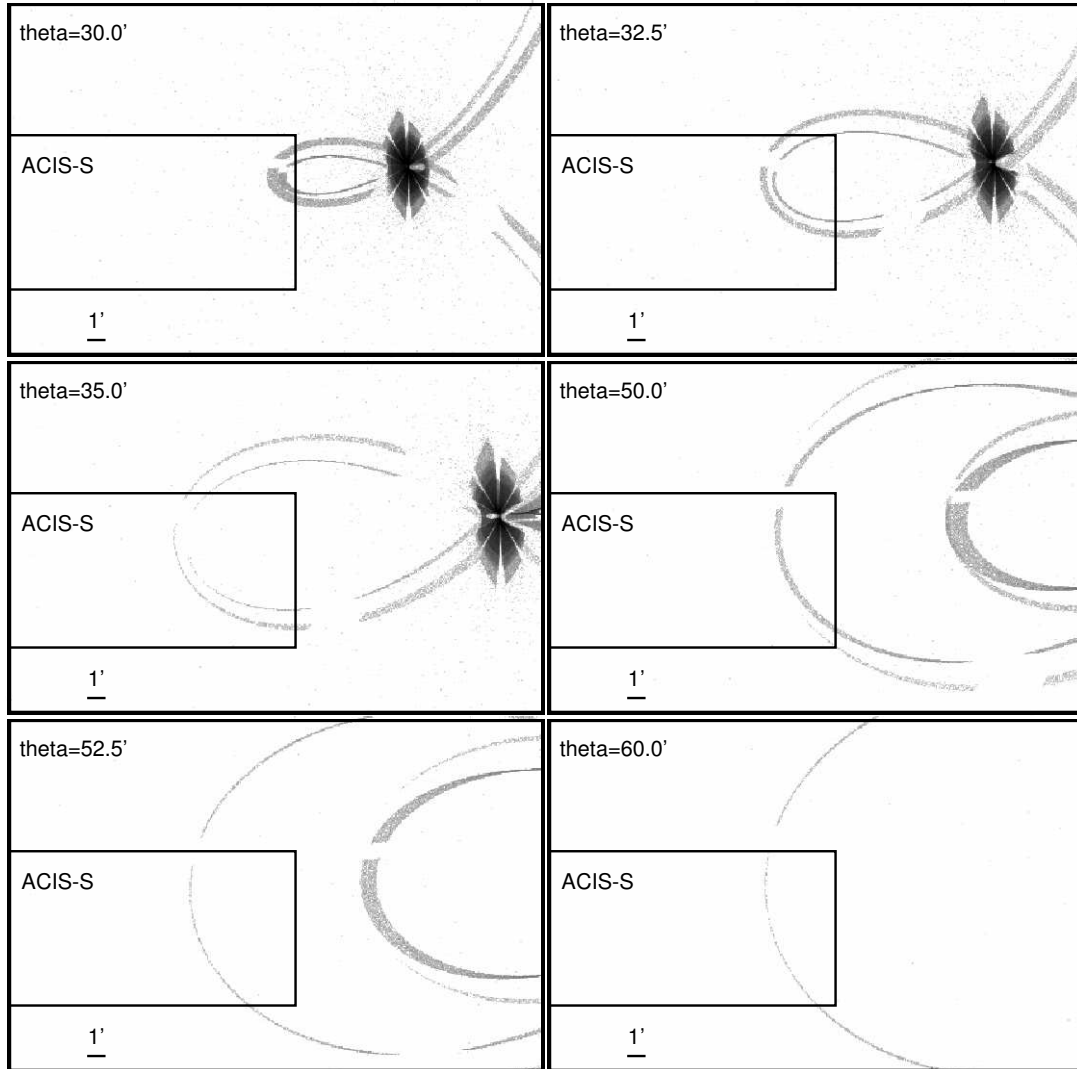 theta=30.0'
ACIS-S
1'
theta=32.5'
ACIS-S
1'
theta=35.0'
ACIS-S
1'
theta=50.0'
ACIS-S
1'
theta=52.5'
ACIS-S
1'
theta=60.0'
ACIS-S
1'